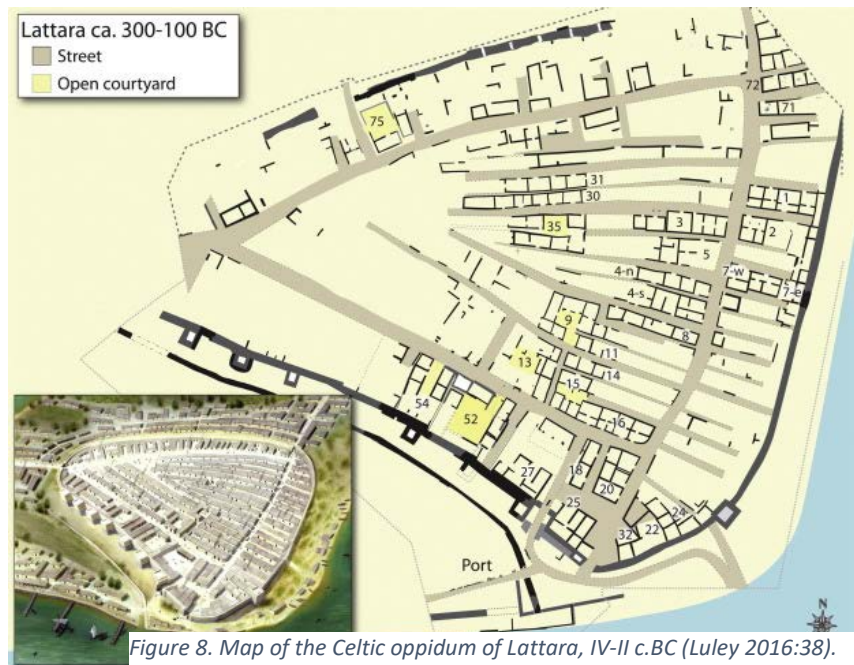 Lattara ca. 300-100 BC
Street
Open courtyard
75
72
71
31
30
1
35
3
2
5
4-n
7-w
7-e
4-s
9
8
11
13
14
15
54
52
16
27
18
20
25
24
22
32
Port
N
Figure 8. Map of the Celtic oppidum of Lattara, IV-II c.BC (Luley 2016:38).